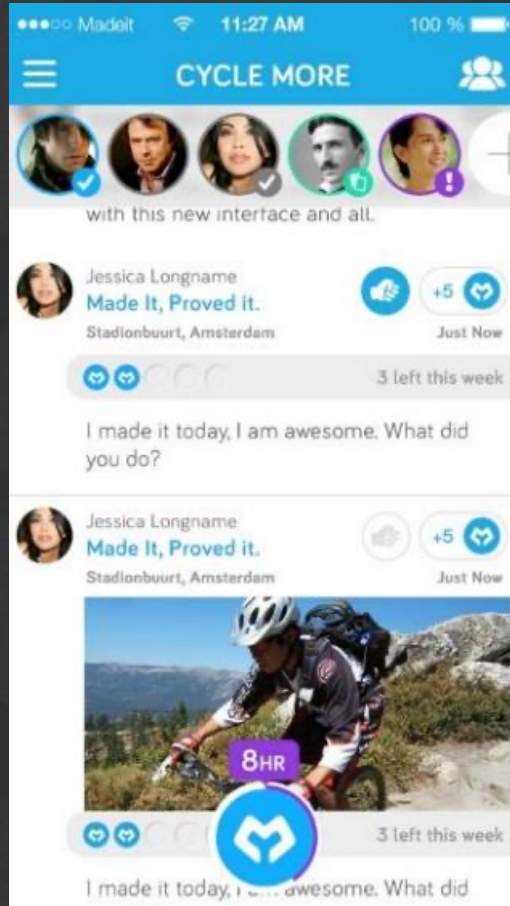 Madeit 11:27 AM 100 %
CYCLE MORE
with this new interface and all.
Jessica Longname
Made It, Proved it.
+5
Stadionbuurt, Amsterdam Just Now
3 left this week
I made it today, I am awesome. What did
you do?
Jessica Longname
Made It, Proved it.
+5
Stadionbuurt, Amsterdam Just Now
8HR
3 left this week
I made it today, I am awesome. What did